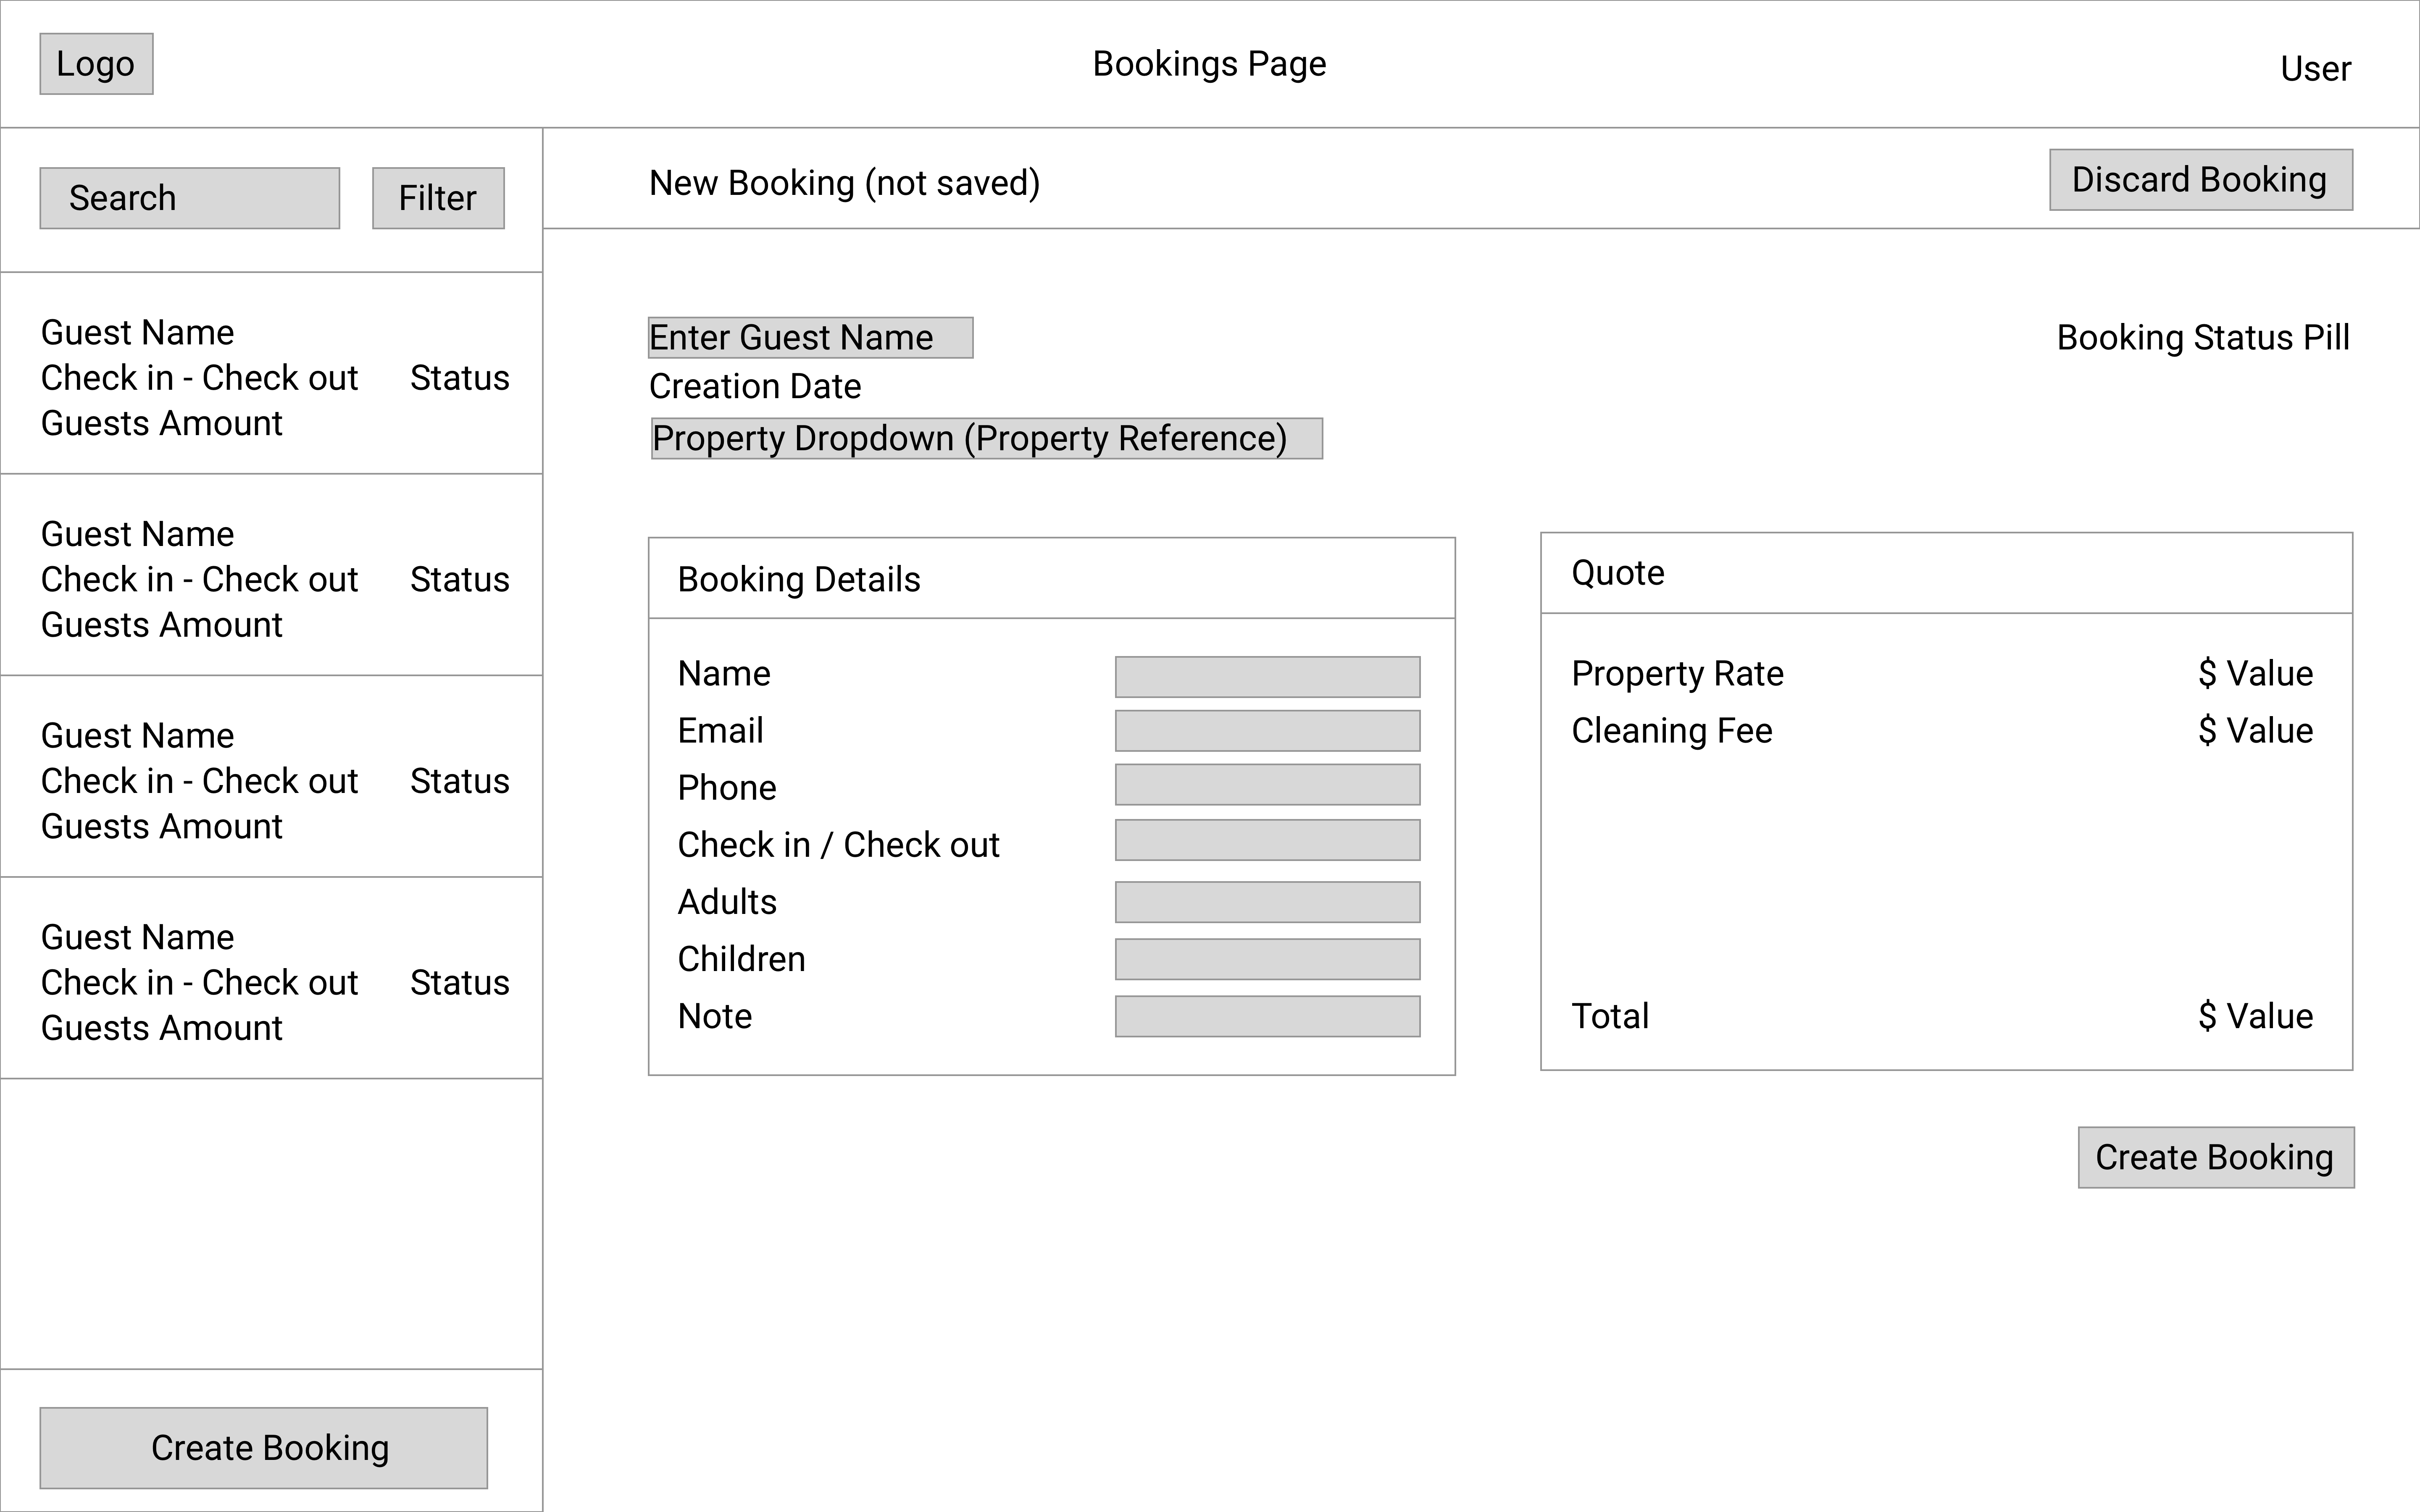 Logo
Bookings Page
User
Search
Filter
New Booking (not saved)
Discard Booking
Guest Name
Check in - Check out
Status
Guests Amount
Guest Name
Check in - Check out
Status
Guests Amount
Guest Name
Check in - Check out
Status
Guests Amount
Guest Name
Check in - Check out
Status
Guests Amount
Create Booking
Enter Guest Name
Booking Status Pill
Creation Date
Property Dropdown (Property Reference)
Booking Details
Name
Email
Phone
Check in / Check out
Adults
Children
Note
Quote
Property Rate
$ Value
Cleaning Fee
$ Value
Total
$ Value
Create Booking